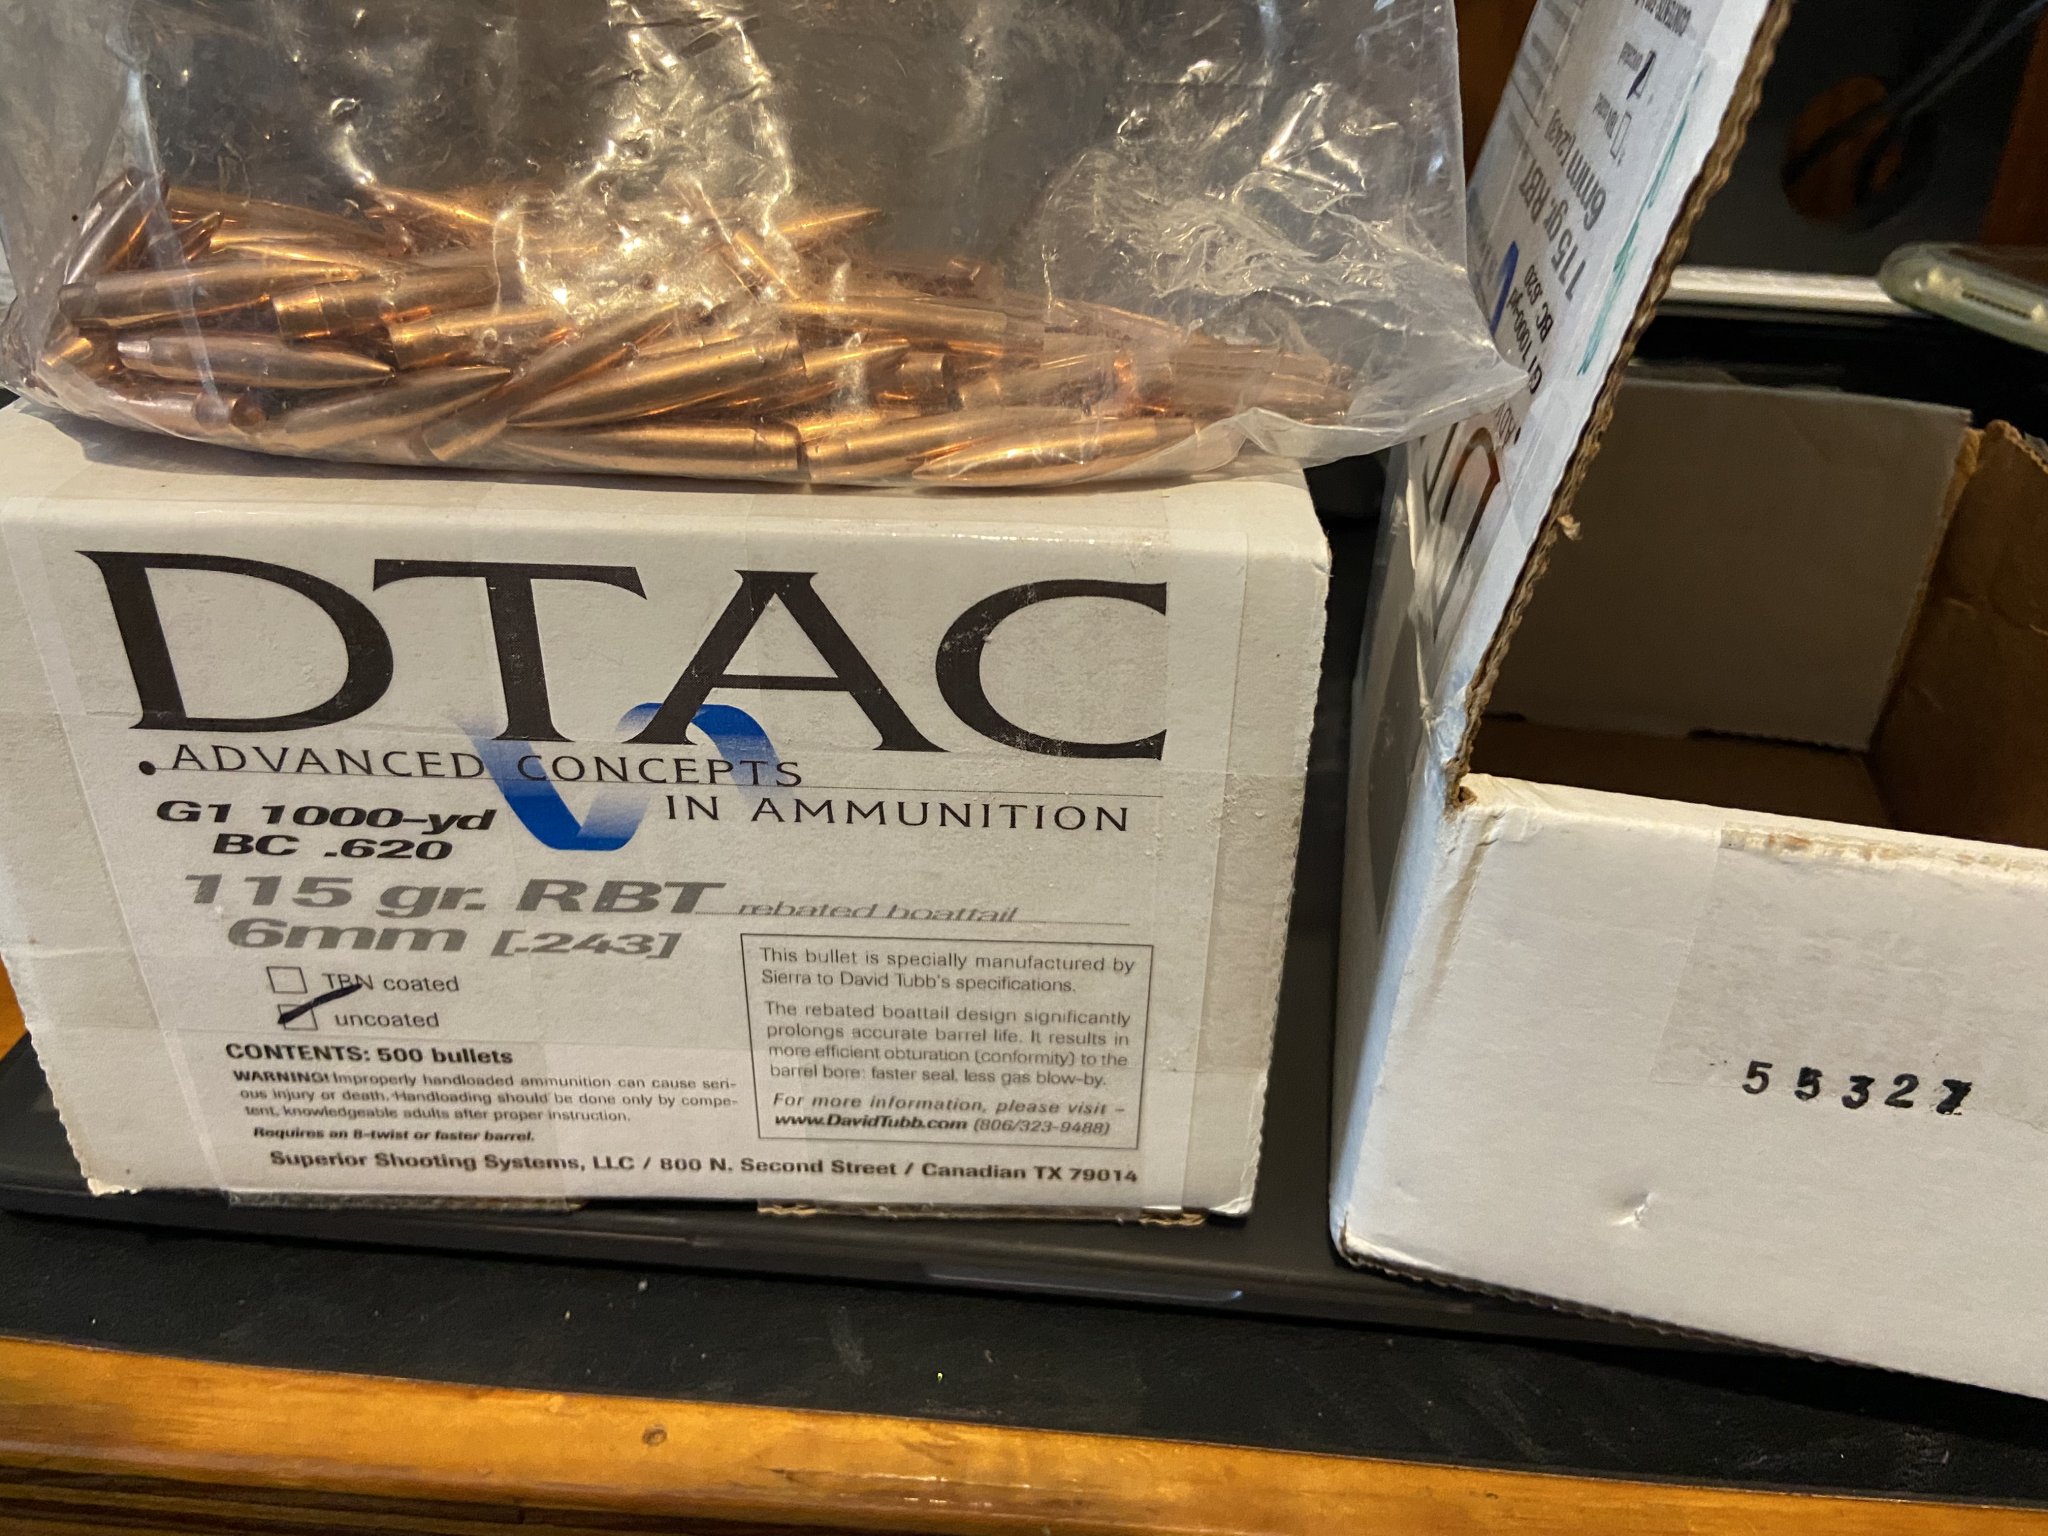 DTAC
.ADVANCED CONCEPTS
IN AMMUNITION
G1 1000-yd
BC .620
115 gr. RBT rebated boattail
6mm [.243]
TBN coated
uncoated
CONTENTS: 500 bullets
WARNING! Improperly handloaded ammunition can cause seri-
ous injury or death. Handloading should be done only by compe-
tent, knowledgeable adults after proper instruction.
Requires an 8-twist or faster barrel.
This bullet is specially manufactured by
Sierra to David Tubb's specifications.
The rebated boattail design significantly
prolongs accurate barrel life. It results in
more efficient obturation (conformity) to the
barrel bore: faster seal, less gas blow-by.
For more information, please visit –
www.DavidTubb.com (806/323-9488)
Superior Shooting Systems, LLC / 800 N. Second Street / Canadian TX 79014
G1 1000-yd
BC .620
115 gr. RBT
6mm [.243]
55327